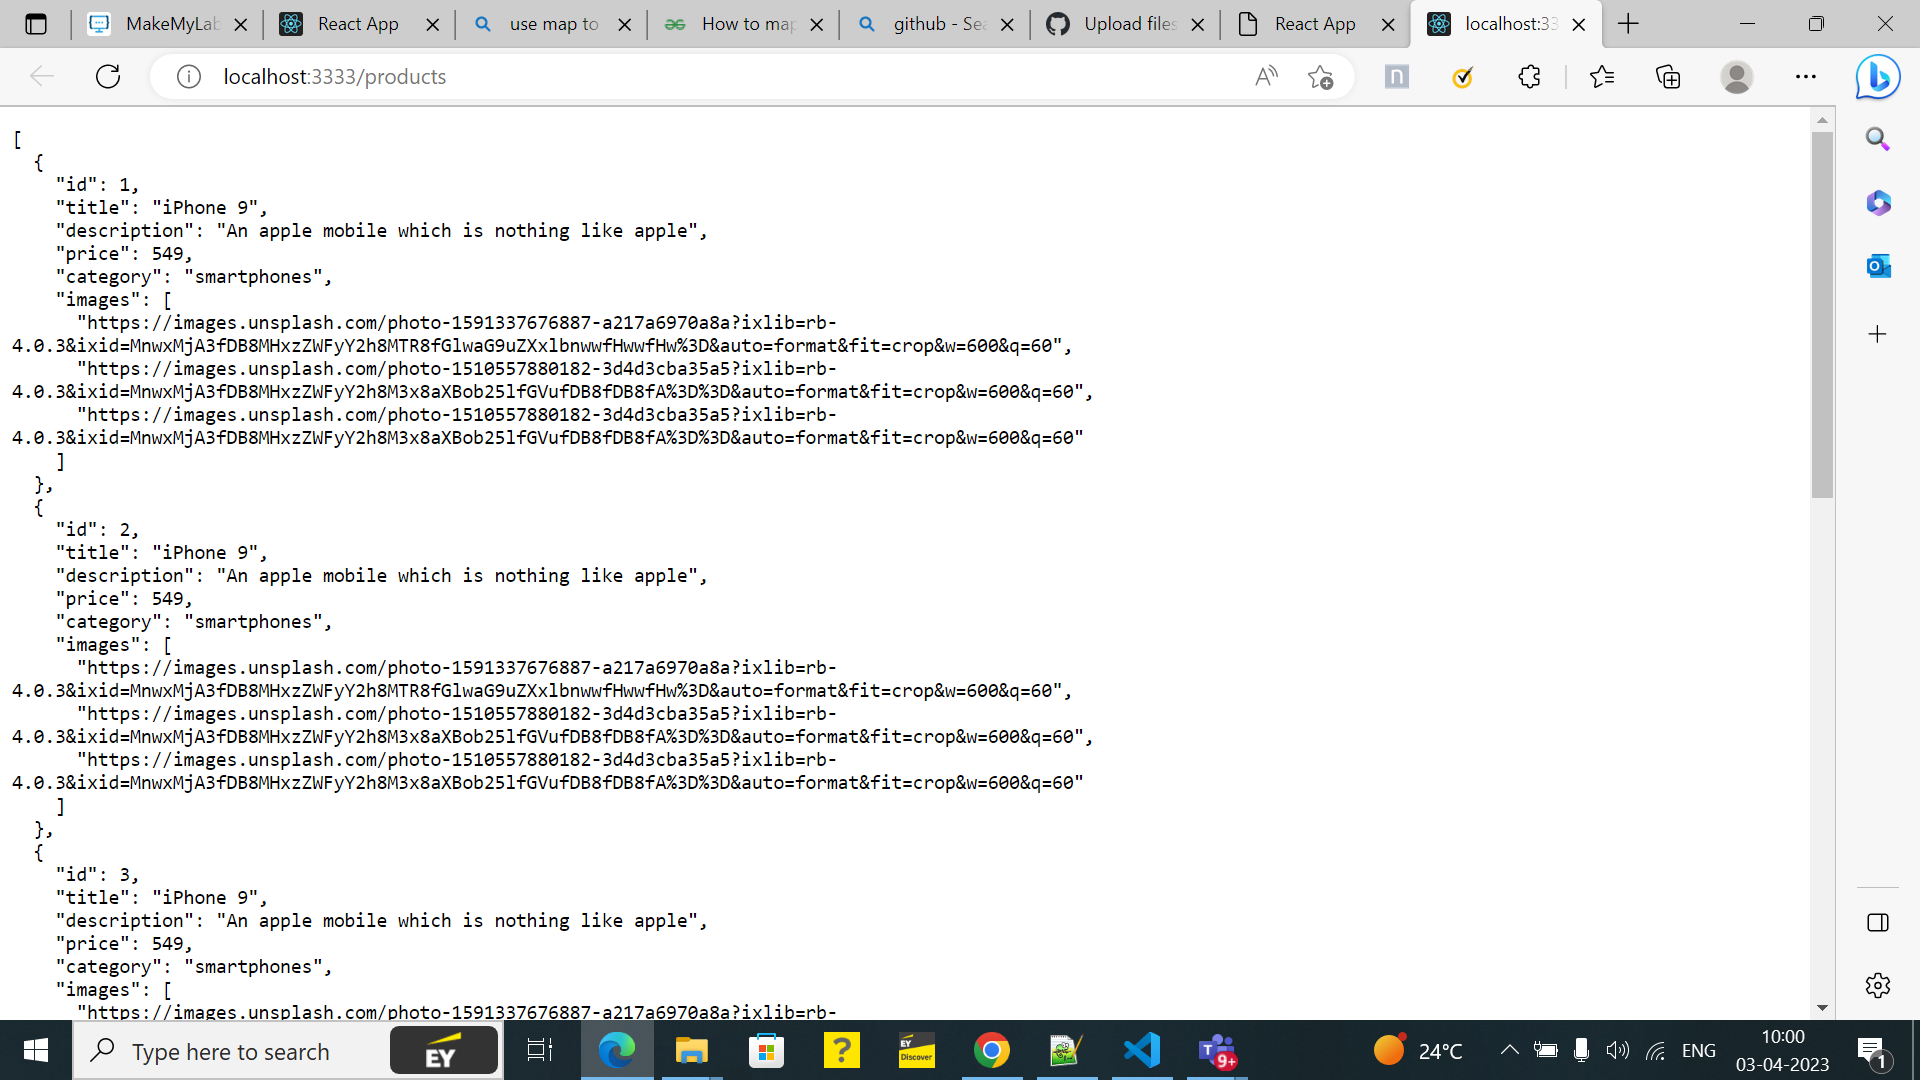 MakeMyLab
React App
use map to
How to map
github - Sea
Upload files
React App
localhost:33
localhost:3333/products
[
{
"id": 1,
"title": "iPhone 9",
"description": "An apple mobile which is nothing like apple",
"price": 549,
"category": "smartphones",
"images": [
"https://images.unsplash.com/photo-1591337676887-a217a6970a8a?ixlib=rb-
4.0.3&ixid=MnwxMjA3fDB8MHxzZWFyY2h8MTR8fGlwaG9uZXxlbnwwfHwwfHw%3D&auto=format&fit=crop&w=600&q=60",
"https://images.unsplash.com/photo-1510557880182-3d4d3cba35a5?ixlib=rb-
4.0.3&ixid=MnwxMjA3fDB8MHxzZWFyY2h8M3x8aXBob25lfGVufDB8fDB8fA%3D%3D&auto=format&fit=crop&w=600&q=60",
"https://images.unsplash.com/photo-1510557880182-3d4d3cba35a5?ixlib=rb-
4.0.3&ixid=MnwxMjA3fDB8MHxzZWFyY2h8M3x8aXBob25lfGVufDB8fDB8fA%3D%3D&auto=format&fit=crop&w=600&q=60"
]
},
{
"id": 2,
"title": "iPhone 9",
"description": "An apple mobile which is nothing like apple",
"price": 549,
"category": "smartphones",
"images": [
"https://images.unsplash.com/photo-1591337676887-a217a6970a8a?ixlib=rb-
4.0.3&ixid=MnwxMjA3fDB8MHxzZWFyY2h8MTR8fGlwaG9uZXxlbnwwfHwwfHw%3D&auto=format&fit=crop&w=600&q=60",
"https://images.unsplash.com/photo-1510557880182-3d4d3cba35a5?ixlib=rb-
4.0.3&ixid=MnwxMjA3fDB8MHxzZWFyY2h8M3x8aXBob25lfGVufDB8fDB8fA%3D%3D&auto=format&fit=crop&w=600&q=60",
"https://images.unsplash.com/photo-1510557880182-3d4d3cba35a5?ixlib=rb-
4.0.3&ixid=MnwxMjA3fDB8MHxzZWFyY2h8M3x8aXBob25lfGVufDB8fDB8fA%3D%3D&auto=format&fit=crop&w=600&q=60"
]
},
{
"id": 3,
"title": "iPhone 9",
"description": "An apple mobile which is nothing like apple",
"price": 549,
"category": "smartphones",
"images": [
"https://images.unsplash.com/photo-1591337676887-a217a6970a8a?ixlib=rb-
Type here to search
EY
EY
Discover
9+
24°C
ENG
10:00
03-04-2023
1